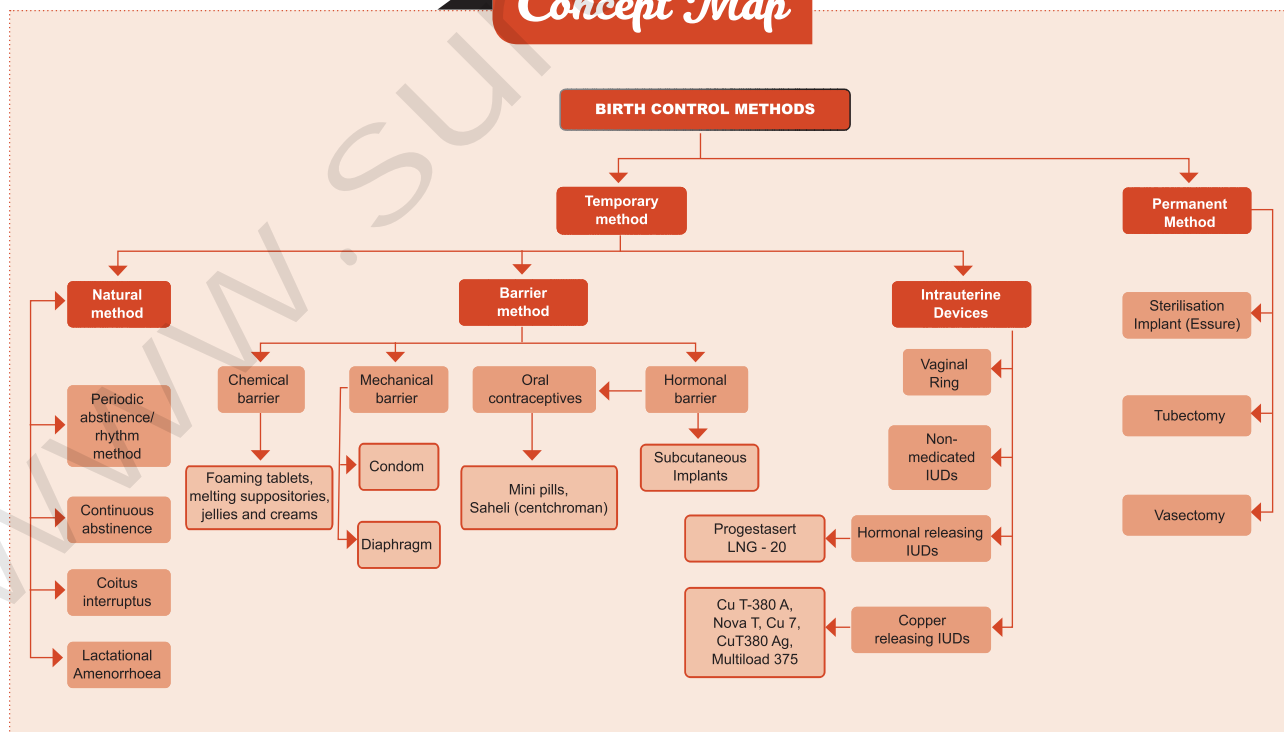 Concept Map
BIRTH CONTROL METHODS
Temporary
method
Permanent
Method
Natural
method
Barrier
method
Intrauterine
Devices
Periodic
abstinence/
rhythm
method
Continuous
abstinence
Coitus
interruptus
Lactational
Amenorrhoea
Chemical
barrier
Foaming tablets,
melting suppositories,
jellies and creams
Mechanical
barrier
Condom
Diaphragm
Oral
contraceptives
Mini pills,
Saheli (centchroman)
Hormonal
barrier
Subcutaneous
Implants
Vaginal
Ring
Non-
medicated
IUDs
Hormonal releasing
IUDs
Progestasert
LNG - 20
Copper
releasing IUDs
Cu T-380 A,
Nova T, Cu 7,
CuT380 Ag,
Multiload 375
Sterilisation
Implant (Essure)
Tubectomy
Vasectomy
www.sur